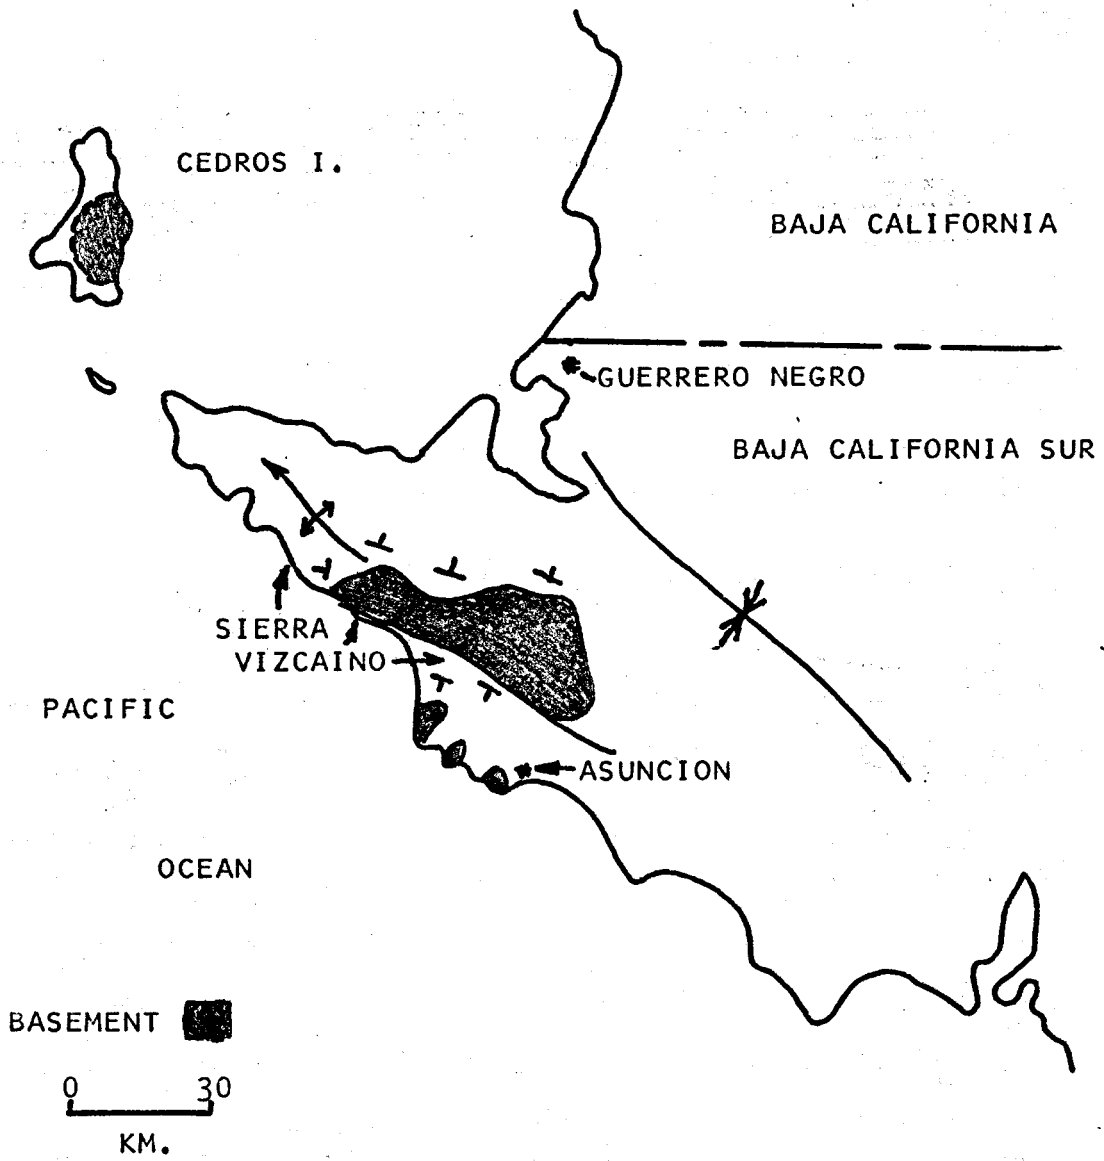 CEDROS I.
BAJA CALIFORNIA
GUERRERO NEGRO
BAJA CALIFORNIA SUR
SIERRA
VIZCAINO
PACIFIC
ASUNCION
OCEAN
BASEMENT
0 30
KM.